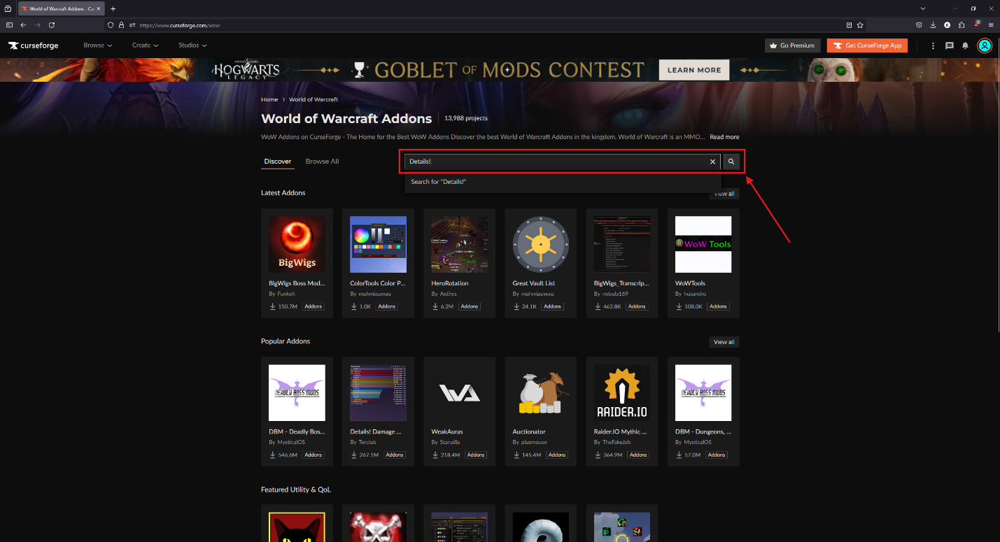 World of Warcraft Addons - Cur
https://www.curseforge.com/wow
3
K
curseforge
Browse
Create
Studios
Go Premium
Get CurseForge App
HOGWARTS
LEGACY
GOBLET OF MODS CONTEST
LEARN MORE
Home > World of Warcraft
World of Warcraft Addons
13,988 projects
WoW Addons on CurseForge - The Home for the Best WoW Addons Discover the best World of Warcraft Addons in the kingdom. World of Warcraft is an MMO... Read more
Discover
Browse All
Details!
Search for "Details!"
Latest Addons
View all
BigWigs
WoW Tools
BigWigs Boss Mod...
By Funkeh
150.7M Addons
ColorTools Color P...
By muhmiauwau
1.0K Addons
HeroRotation
By Aethys
6.2M Addons
Great Vault List
By muhmiauwau
24.1K Addons
BigWigs_Transcrip...
By nebula169
462.8K Addons
WoWTools
By husandro
108.0K Addons
Popular Addons
View all
DEADLY BOSS MODS
WA
RAIDER.IO
DEADLY BOSS MODS
DBM - Deadly Bos...
By MysticalOS
546.6M Addons
Details! Damage ...
By Terciob
267.1M Addons
WeakAuras
By Stanzilla
218.4M Addons
Auctionator
By plusmouse
145.4M Addons
Raider.IO Mythic ...
By TheFakeJah
364.9M Addons
DBM - Dungeons, ...
By MysticalOS
57.0M Addons
Featured Utility & QoL